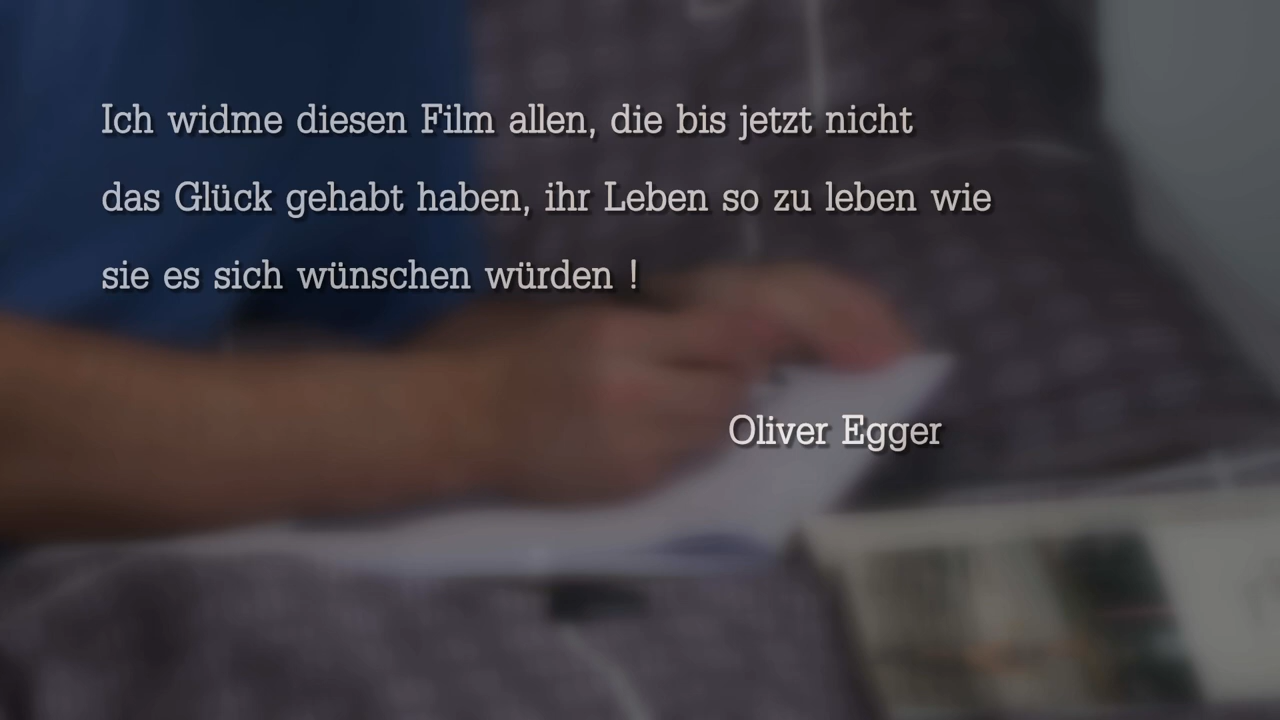 Ich widme diesen Film allen, die bis jetzt nicht
das Glück gehabt haben, ihr Leben so zu leben wie
sie es sich wünschen würden !
Oliver Egger